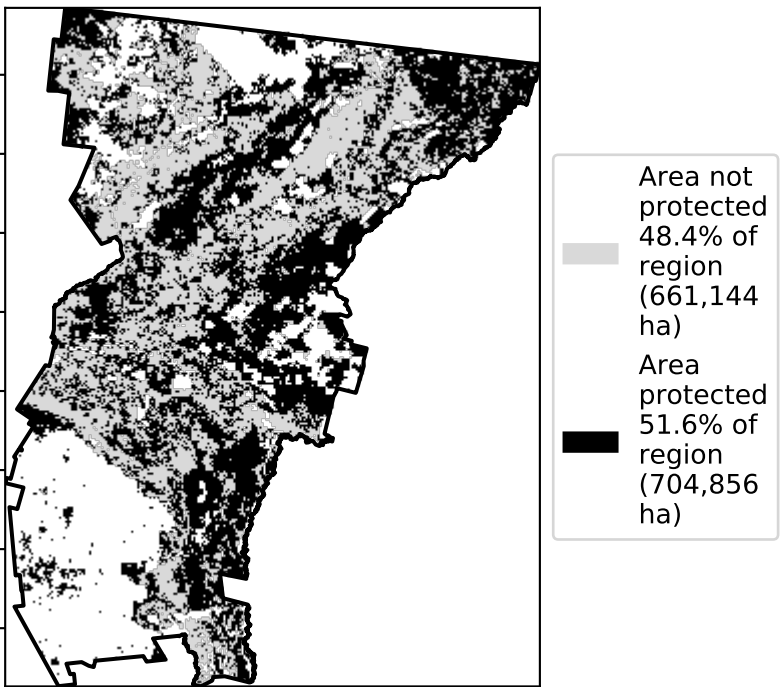 Area not
protected
48.4% of
region
(661,144
ha)
Area
protected
51.6% of
region
(704,856
ha)